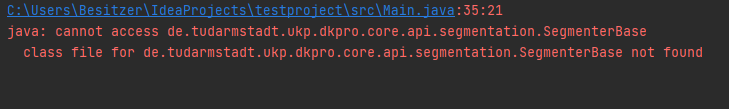 C:\Users\Besitzer\IdeaProjects\testproject\src\Main.java:35:21
java: cannot access de.tudarmstadt.ukp.dkpro.core.api.segmentation.SegmenterBase
class file for de.tudarmstadt.ukp.dkpro.core.api.segmentation.SegmenterBase not found